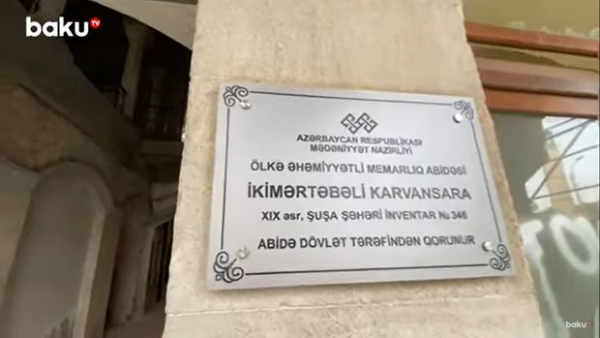 baku TV
AZƏRBAYCAN RESPUBLİKASI
MƏDƏNİYYƏT NAZİRLİYİ
ÖLKƏ ƏHƏMİYYƏTLİ MEMARLIQ ABİDƏSİ
İKİMƏRTƏBƏLİ KARVANSARA
XIX əsr, ŞUŞA ŞƏHƏRİ İNVENTAR № 346
ABİDƏ DÖVLƏT TƏRƏFİNDƏN QORUNUR
baku